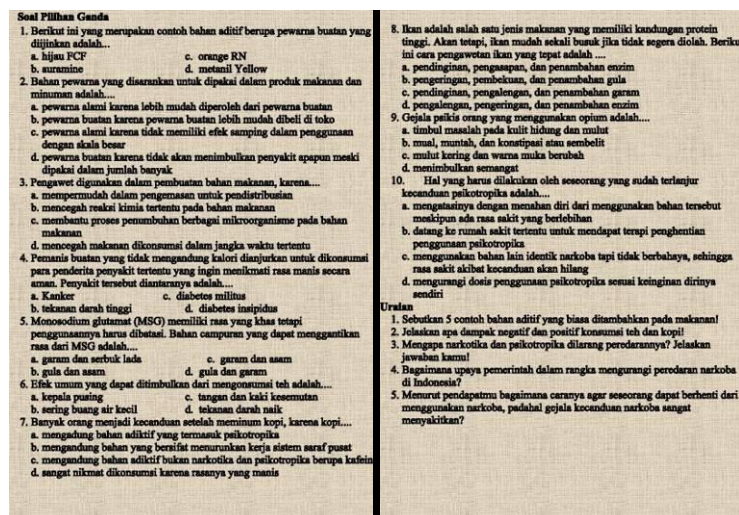 Soal Pilihan Ganda
1. Berikut ini yang merupakan contoh bahan aditif berupa pewarna buatan yang
diijinkan adalah...
a. hijau FCF c. orange RN
b. auramine d. metanil Yellow
2. Bahan pewarna yang disarankan untuk dipakai dalam produk makanan dan
minuman adalah....
a. pewarna alami karena lebih mudah diperoleh dari pewarna buatan
b. pewarna buatan karena pewarna buatan lebih mudah dibeli di toko
c. pewarna alami karena tidak memiliki efek samping dalam penggunaan
dengan skala besar
d. pewarna buatan karena tidak akan menimbulkan penyakit apapun meski
dipakai dalam jumlah banyak
3. Pengawet digunakan dalam pembuatan bahan makanan, karena....
a. mempermudah dalam pengemasan untuk pendistribusian
b. mencegah reaksi kimia tertentu pada bahan makanan
c. membantu proses penumbuhan berbagai mikroorganisme pada bahan
makanan
d. mencegah makanan dikonsumsi dalam jangka waktu tertentu
4. Pemanis buatan yang tidak mengandung kalori dianjurkan untuk dikonsumsi
para penderita penyakit tertentu yang ingin menikmati rasa manis secara
aman. Penyakit tersebut diantaranya adalah....
a. Kanker c. diabetes militus
b. tekanan darah tinggi d. diabetes insipidus
5. Monosodium glutamat (MSG) memiliki rasa yang khas tetapi
penggunaannya harus dibatasi. Bahan campuran yang dapat menggantikan
rasa dari MSG adalah....
a. garam dan serbuk lada c. garam dan asam
b. gula dan asam d. gula dan garam
6. Efek umum yang dapat ditimbulkan dari mengonsumsi teh adalah....
a. kepala pusing c. tangan dan kaki kesemutan
b. sering buang air kecil d. tekanan darah naik
7. Banyak orang menjadi kecanduan setelah meminum kopi, karena kopi....
a. mengadung bahan adiktif yang termasuk psikotropika
b. mengandung bahan yang bersifat menurunkan kerja sistem saraf pusat
c. mengandung bahan adiktif bukan narkotika dan psikotropika berupa kafein
d. sangat nikmat dikonsumsi karena rasanya yang manis
8. Ikan adalah salah satu jenis makanan yang memiliki kandungan protein
tinggi. Akan tetapi, ikan mudah sekali busuk jika tidak segera diolah. Beriku
ini cara pengawetan ikan yang tepat adalah ....
a. pendinginan, pengasapan, dan penambahan enzim
b. pengeringan, pembekuan, dan penambahan gula
c. pendinginan, pengalengan, dan penambahan garam
d. pengalengan, pengeringan, dan penambahan enzim
9. Gejala psikis orang yang menggunakan opium adalah....
a. timbul masalah pada kulit hidung dan mulut
b. mual, muntah, dan konstipasi atau sembelit
c. mulut kering dan warna muka berubah
d. menimbulkan semangat
10. Hal yang harus dilakukan oleh seseorang yang sudah terlanjur
kecanduan psikotropika adalah....
a. mengatasinya dengan menahan diri dari menggunakan bahan tersebut
meskipun ada rasa sakit yang berlebihan
b. datang ke rumah sakit tertentu untuk mendapat terapi penghentian
penggunaan psikotropika
c. menggunakan bahan lain identik narkoba tapi tidak berbahaya, sehingga
rasa sakit akibat kecanduan akan hilang
d. mengurangi dosis penggunaan psikotropika sesuai keinginan dirinya
sendiri
Uraian
1. Sebutkan 5 contoh bahan aditif yang biasa ditambahkan pada makanan!
2. Jelaskan apa dampak negatif dan positif konsumsi teh dan kopi!
3. Mengapa narkotika dan psikotropika dilarang peredarannya? Jelaskan
jawaban kamu!
4. Bagaimana upaya pemerintah dalam rangka mengurangi peredaran narkoba
di Indonesia?
5. Menurut pendapatmu bagaimana caranya agar seseorang dapat berhenti dari
menggunakan narkoba, padahal gejala kecanduan narkoba sangat
menyakitkan?